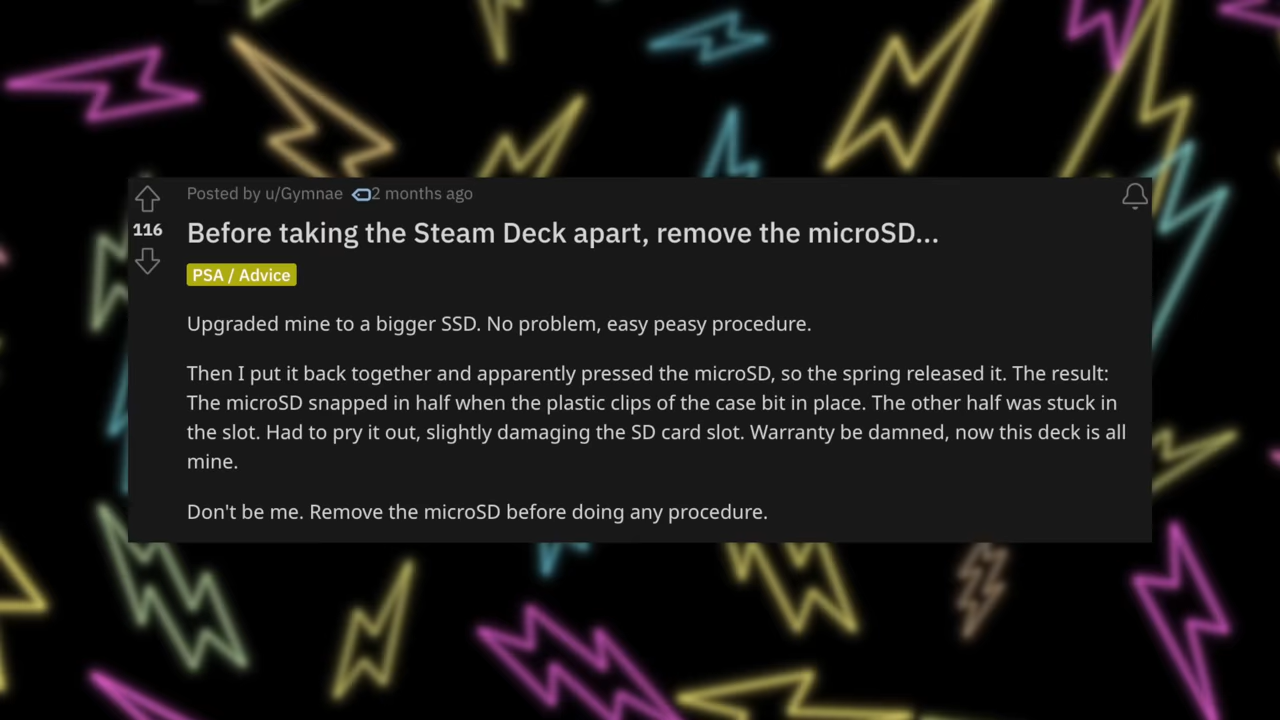 Posted by u/Gymnae 2 months ago
116
Before taking the Steam Deck apart, remove the microSD...
PSA / Advice
Upgraded mine to a bigger SSD. No problem, easy peasy procedure.
Then I put it back together and apparently pressed the microSD, so the spring released it. The result:
The microSD snapped in half when the plastic clips of the case bit in place. The other half was stuck in
the slot. Had to pry it out, slightly damaging the SD card slot. Warranty be damned, now this deck is all
mine.
Don't be me. Remove the microSD before doing any procedure.